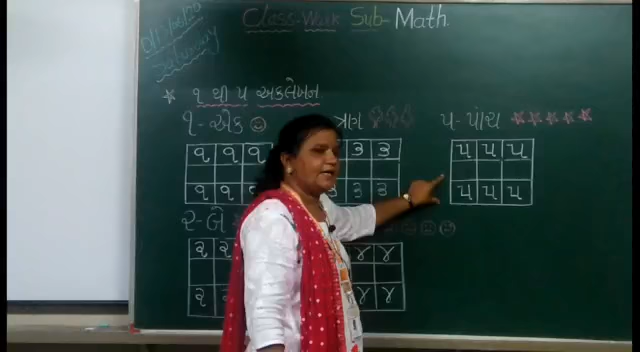 Class-Work Sub- Math.
૧ થી ૫ અંકલેખન
૧- એક
ત્રણ
૫- પાંચ
૧ ૧ ૧
૩ ૩
૫ ૫ ૫
૧ ૧
૩ ૩
૫ ૫ ૫
૨- બે
૨ ૨
૪ ૪
૨
૪ ૪